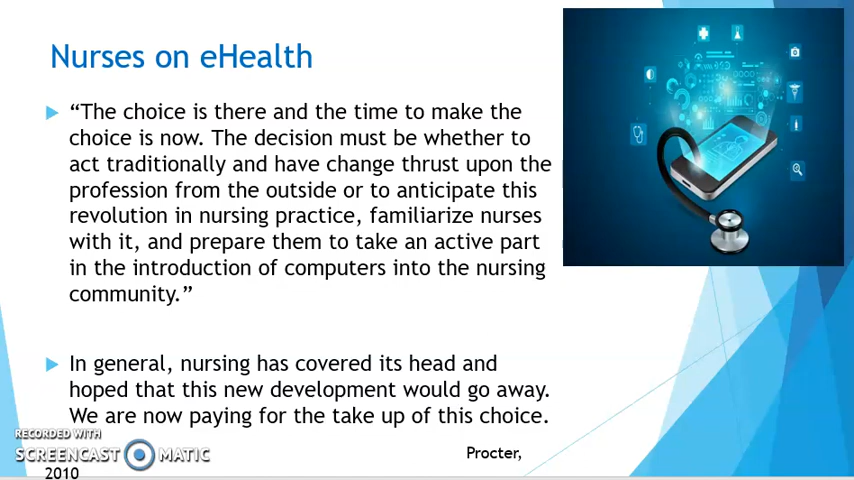 Nurses on eHealth
“The choice is there and the time to make the
choice is now. The decision must be whether to
act traditionally and have change thrust upon the
profession from the outside or to anticipate this
revolution in nursing practice, familiarize nurses
with it, and prepare them to take an active part
in the introduction of computers into the nursing
community.”
In general, nursing has covered its head and
hoped that this new development would go away.
We are now paying for the take up of this choice.
Procter,
2010
RECORDED WITH
SCREENCAST MATIC